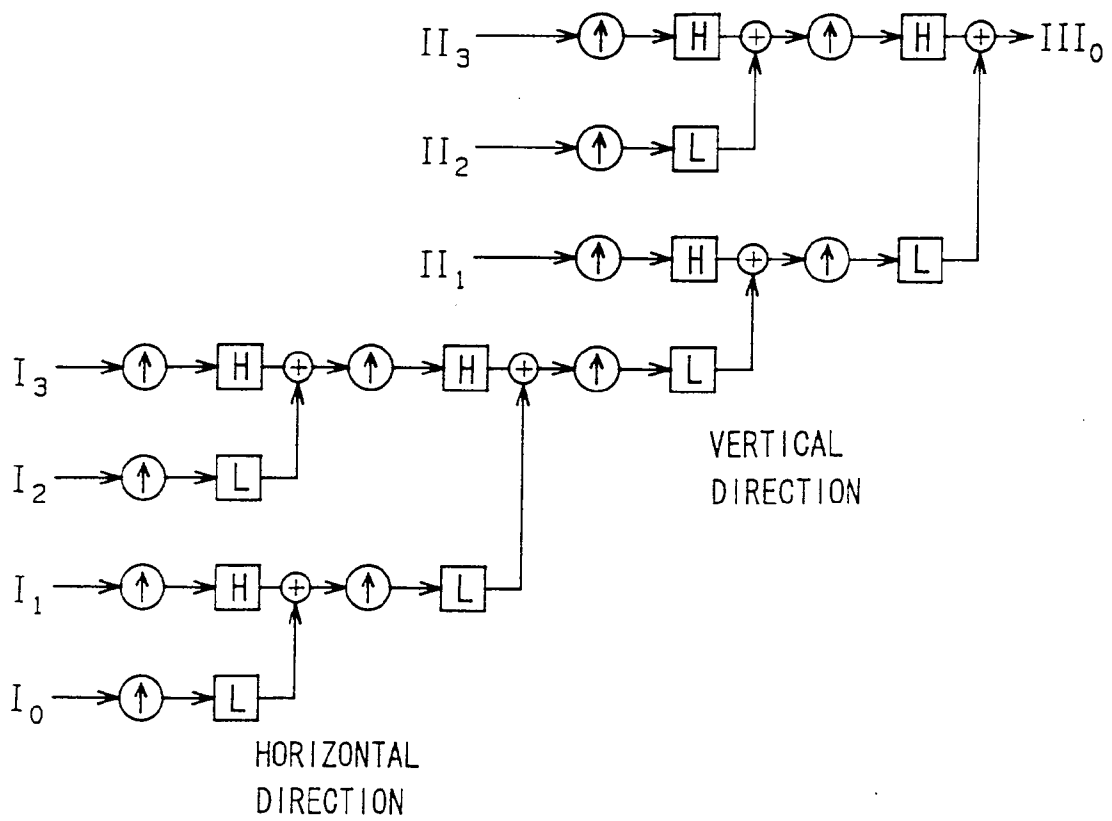 II3 ↑ H + ↑ H + III0
II2 ↑ L
II1 ↑ H + ↑ L
I3 ↑ H + ↑ H + ↑ L
I2 ↑ L
VERTICAL
DIRECTION
I1 ↑ H + ↑ L
I0 ↑ L
HORIZONTAL
DIRECTION